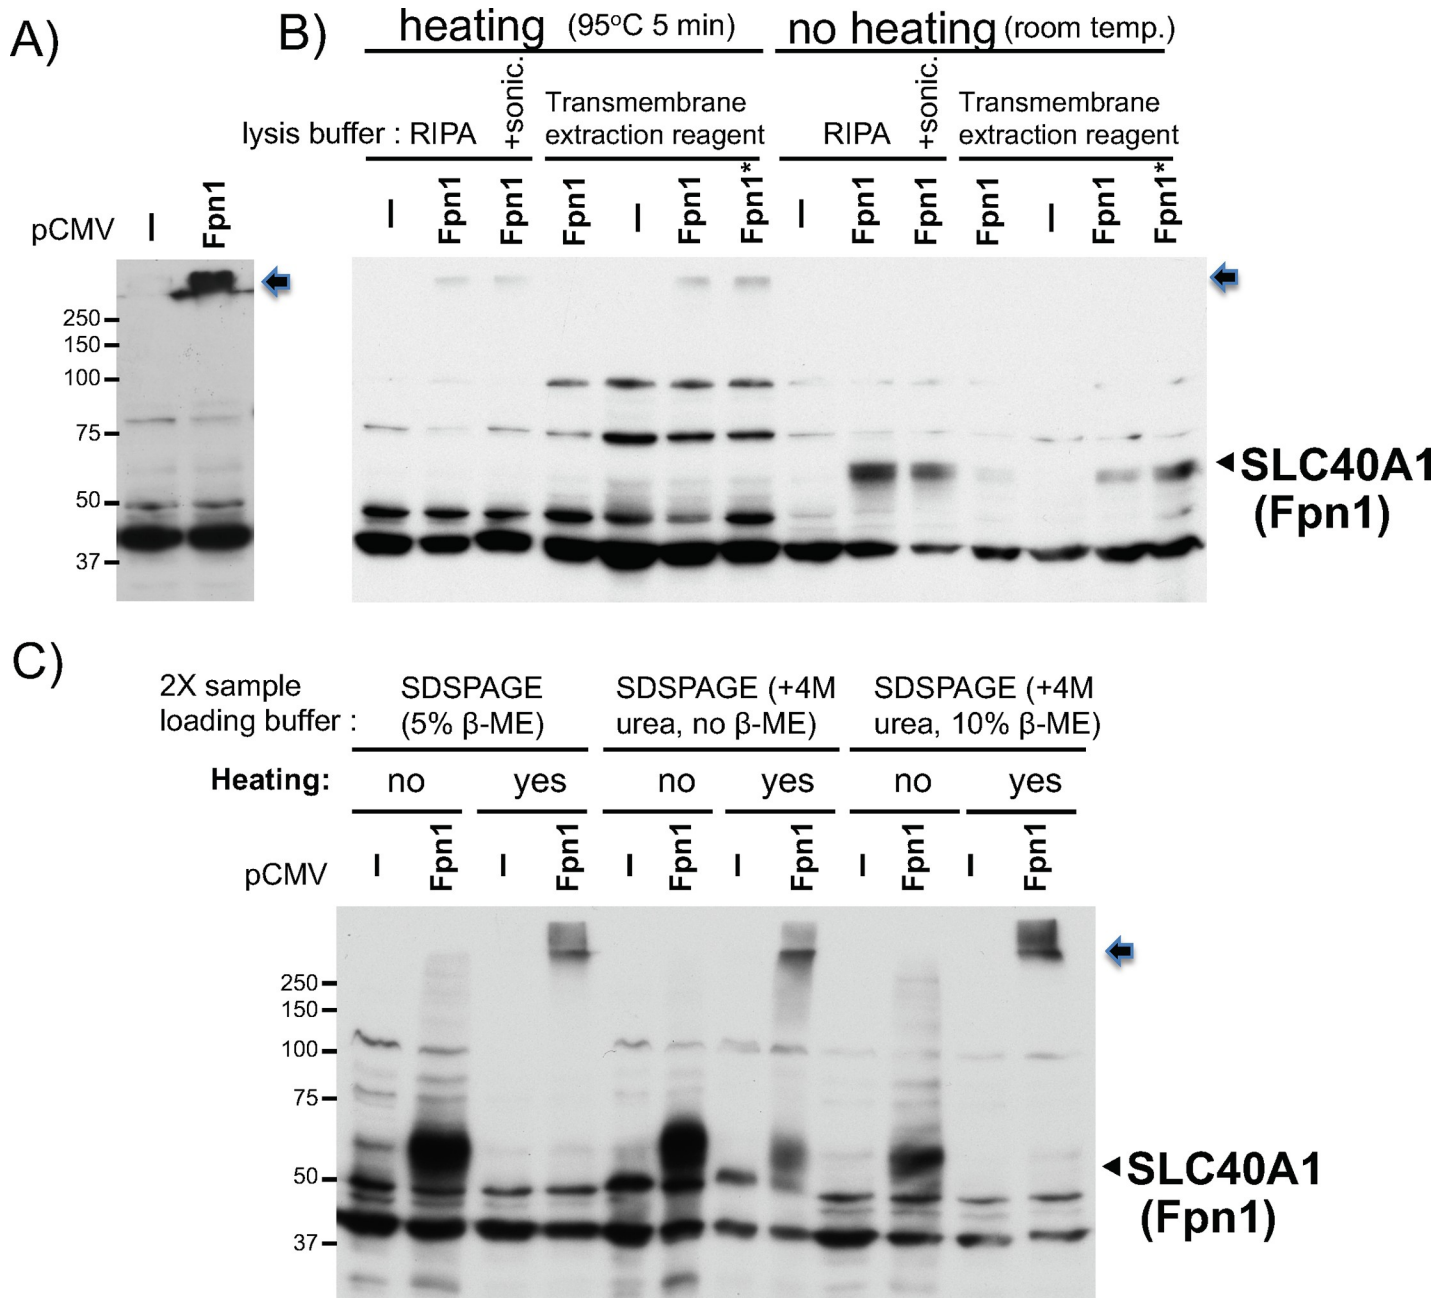 A)
pCMV
–
Fpn1
250
150
100
75
50
37
B)
heating (95oC 5 min)
no heating (room temp.)
lysis buffer : RIPA
+sonic.
Transmembrane
extraction reagent
RIPA
+sonic.
Transmembrane
extraction reagent
– Fpn1 Fpn1 Fpn1 – Fpn1 Fpn1* – Fpn1 Fpn1 Fpn1 – Fpn1 Fpn1*
SLC40A1
(Fpn1)
C)
2X sample
loading buffer :
SDSPAGE
(5% β-ME)
SDSPAGE (+4M
urea, no β-ME)
SDSPAGE (+4M
urea, 10% β-ME)
Heating: no yes no yes no yes
pCMV – Fpn1 – Fpn1 – Fpn1 – Fpn1 – Fpn1 – Fpn1
250
150
100
75
50
37
SLC40A1
(Fpn1)